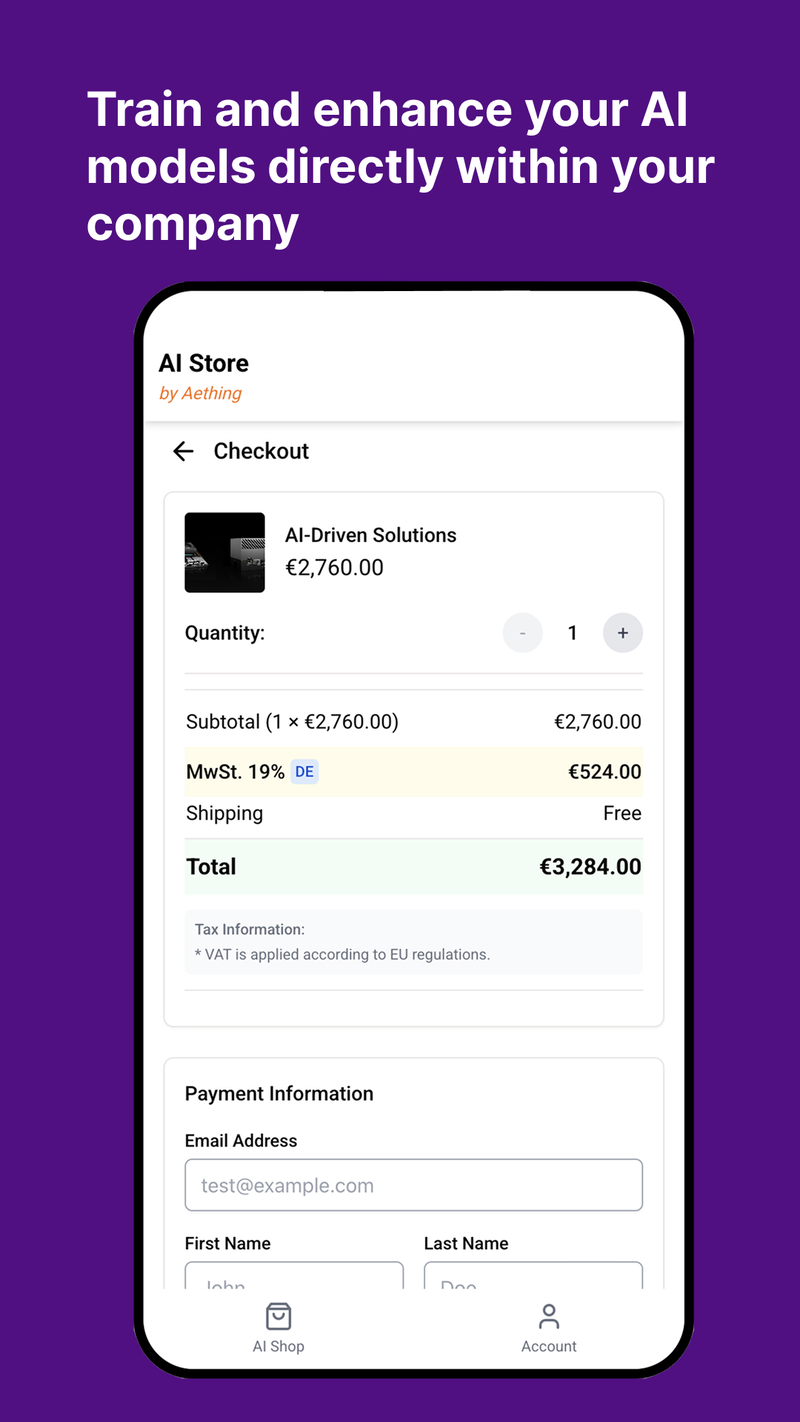 Train and enhance your AI
models directly within your
company
AI Store
by Aething
Checkout
AI-Driven Solutions
€2,760.00
Quantity:
- 1 +
Subtotal (1 × €2,760.00) €2,760.00
MwSt. 19% DE €524.00
Shipping Free
Total €3,284.00
Tax Information:
* VAT is applied according to EU regulations.
Payment Information
Email Address
test@example.com
First Name Last Name
John Doe
AI Shop Account